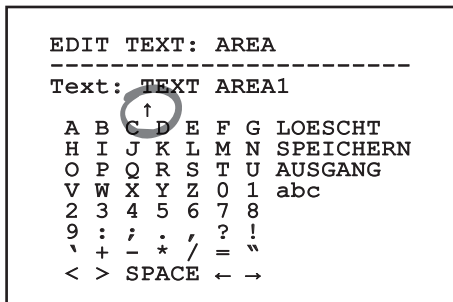 EDIT TEXT: AREA
-------------------------
Text: TEXT AREA1
↑
A B C D E F G LOESCHT
H I J K L M N SPEICHERN
O P Q R S T U AUSGANG
V W X Y Z 0 1 abc
2 3 4 5 6 7 8
9 : ; . , ? !
‵ + - * / = ‶
< > SPACE ← →